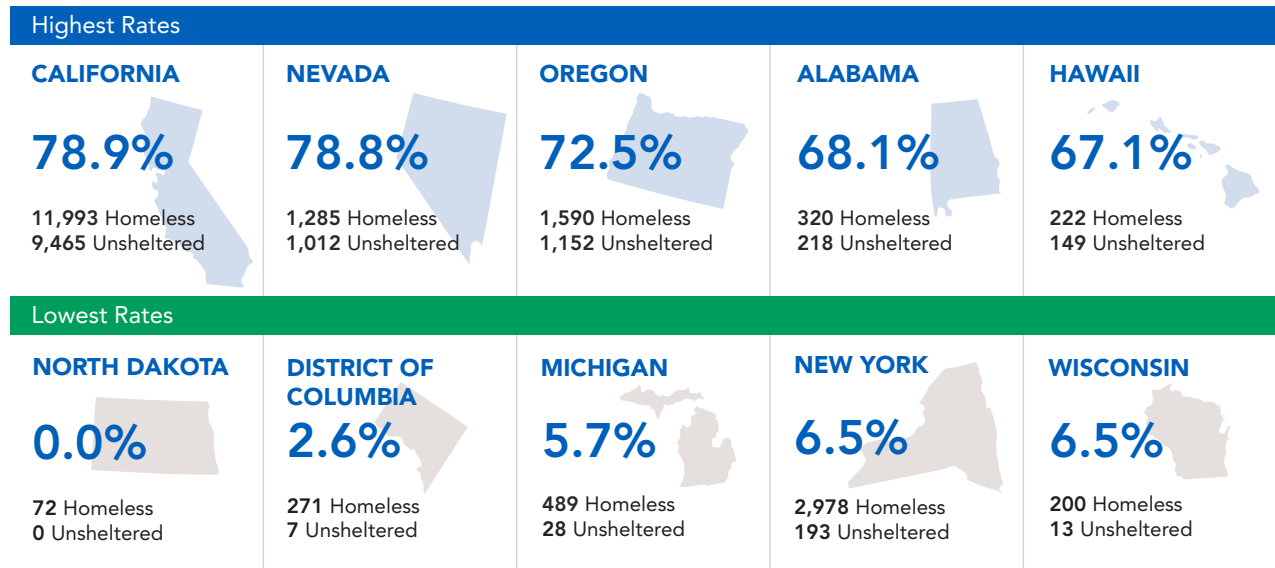 Highest Rates
CALIFORNIA
78.9%
11,993 Homeless
9,465 Unsheltered
NEVADA
78.8%
1,285 Homeless
1,012 Unsheltered
OREGON
72.5%
1,590 Homeless
1,152 Unsheltered
ALABAMA
68.1%
320 Homeless
218 Unsheltered
HAWAII
67.1%
222 Homeless
149 Unsheltered
Lowest Rates
NORTH DAKOTA
0.0%
72 Homeless
0 Unsheltered
DISTRICT OF
COLUMBIA
2.6%
271 Homeless
7 Unsheltered
MICHIGAN
5.7%
489 Homeless
28 Unsheltered
NEW YORK
6.5%
2,978 Homeless
193 Unsheltered
WISCONSIN
6.5%
200 Homeless
13 Unsheltered